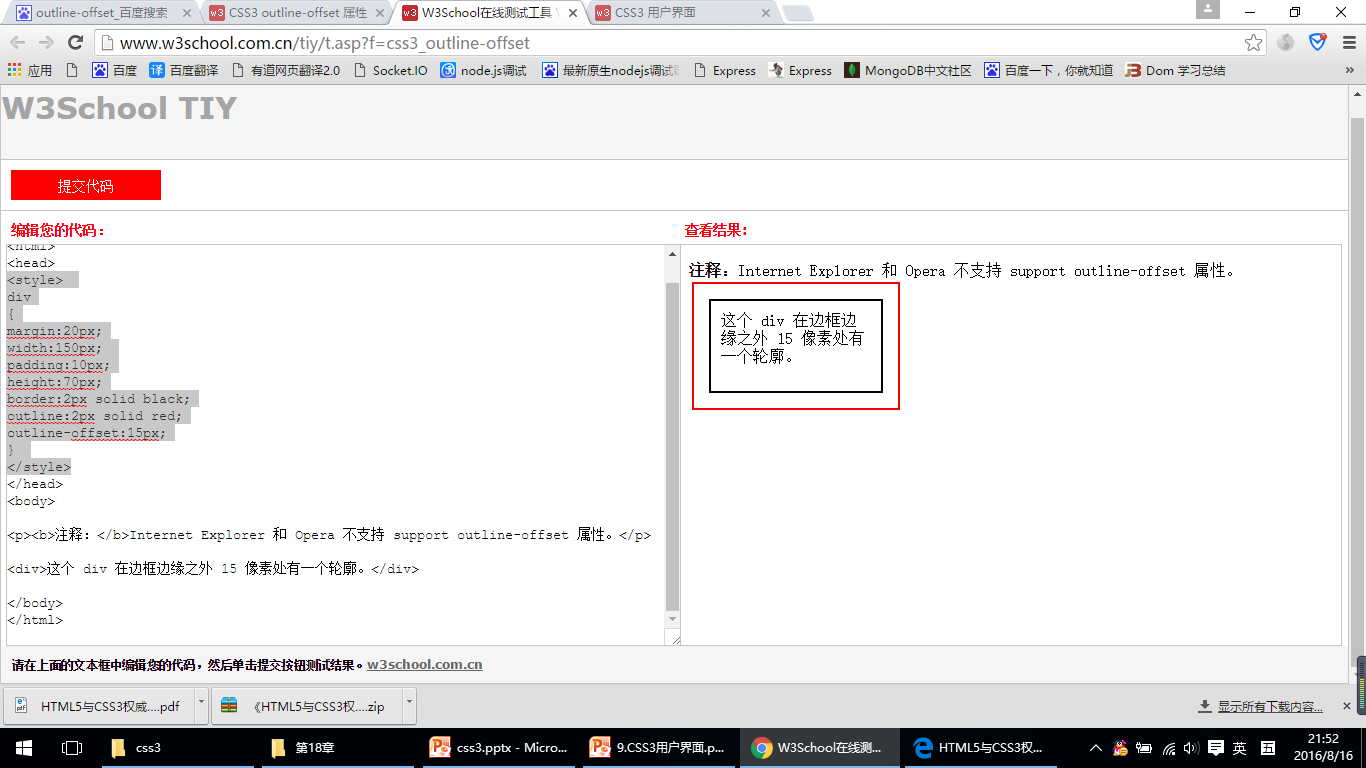 outline-offset_百度搜索
CSS3 outline-offset 属性
W3School在线测试工具
CSS3 用户界面
www.w3school.com.cn/tiy/t.asp?f=css3_outline-offset
应用
百度
百度翻译
有道网页翻译2.0
Socket.IO
node.js调试
最新原生nodejs调试
Express
Express
MongoDB中文社区
百度一下，你就知道
Dom 学习总结
»
W3School TIY
提交代码
编辑您的代码：
查看结果:
<html>
<head>
<style>
div
{
margin:20px;
width:150px;
padding:10px;
height:70px;
border:2px solid black;
outline:2px solid red;
outline-offset:15px;
}
</style>
</head>
<body>
<p><b>注释：</b>Internet Explorer 和 Opera 不支持 support outline-offset 属性。</p>
<div>这个 div 在边框边缘之外 15 像素处有一个轮廓。</div>
</body>
</html>
注释：Internet Explorer 和 Opera 不支持 support outline-offset 属性。
这个 div 在边框边
缘之外 15 像素处有
一个轮廓。
请在上面的文本框中编辑您的代码，然后单击提交按钮测试结果。w3school.com.cn
HTML5与CSS3权威....pdf
《HTML5与CSS3权....zip
显示所有下载内容...
css3
第18章
css3.pptx - Micro...
9.CSS3用户界面.p...
W3School在线测...
HTML5与CSS3权...
英
五
21:52
2016/8/16